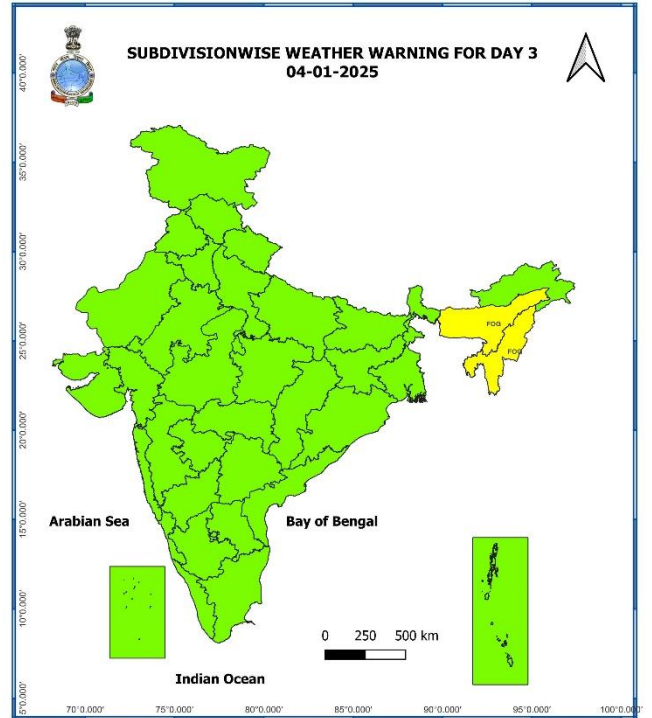 SUBDIVISIONWISE WEATHER WARNING FOR DAY 3
04-01-2025
40°0.000'
35°0.000'
30°0.000'
25°0.000'
20°0.000'
15°0.000'
10°0.000'
5°0.000'
FOG
FOG
Arabian Sea
Bay of Bengal
0 250 500 km
Indian Ocean
70°0.000' 75°0.000' 80°0.000' 85°0.000' 90°0.000' 95°0.000' 100°0.000'